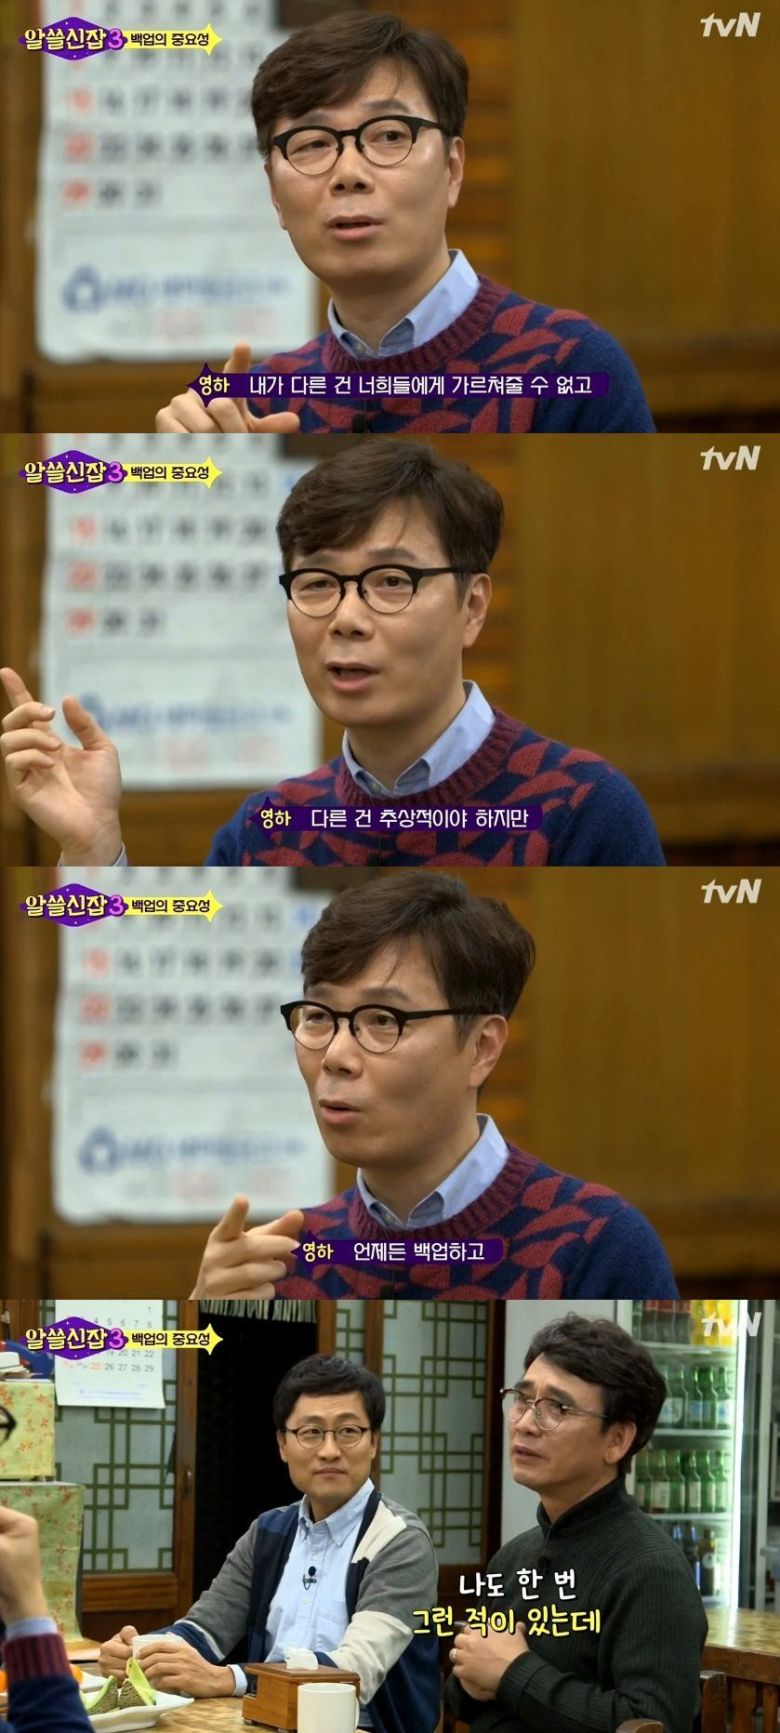 알쓸신잡3 백업의 중요성
tvN
영하 내가 다른 건 너희들에게 가르쳐줄 수 없고
알쓸신잡3 백업의 중요성
tvN
영하 다른 건 추상적이야 하지만
알쓸신잡3 백업의 중요성
tvN
영하 언제든 백업하고
알쓸신잡3 백업의 중요성
tvN
나도 한 번
그런 적이 있는데